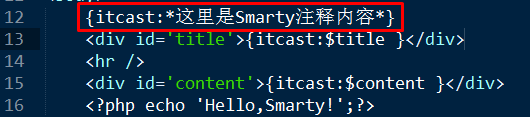 12 {itcast:*这里是Smarty注释内容*}
13 <div id='title'>{itcast:$title }</div>
14 <hr />
15 <div id='content'>{itcast:$content }</div>
16 <?php echo 'Hello,Smarty!';?>